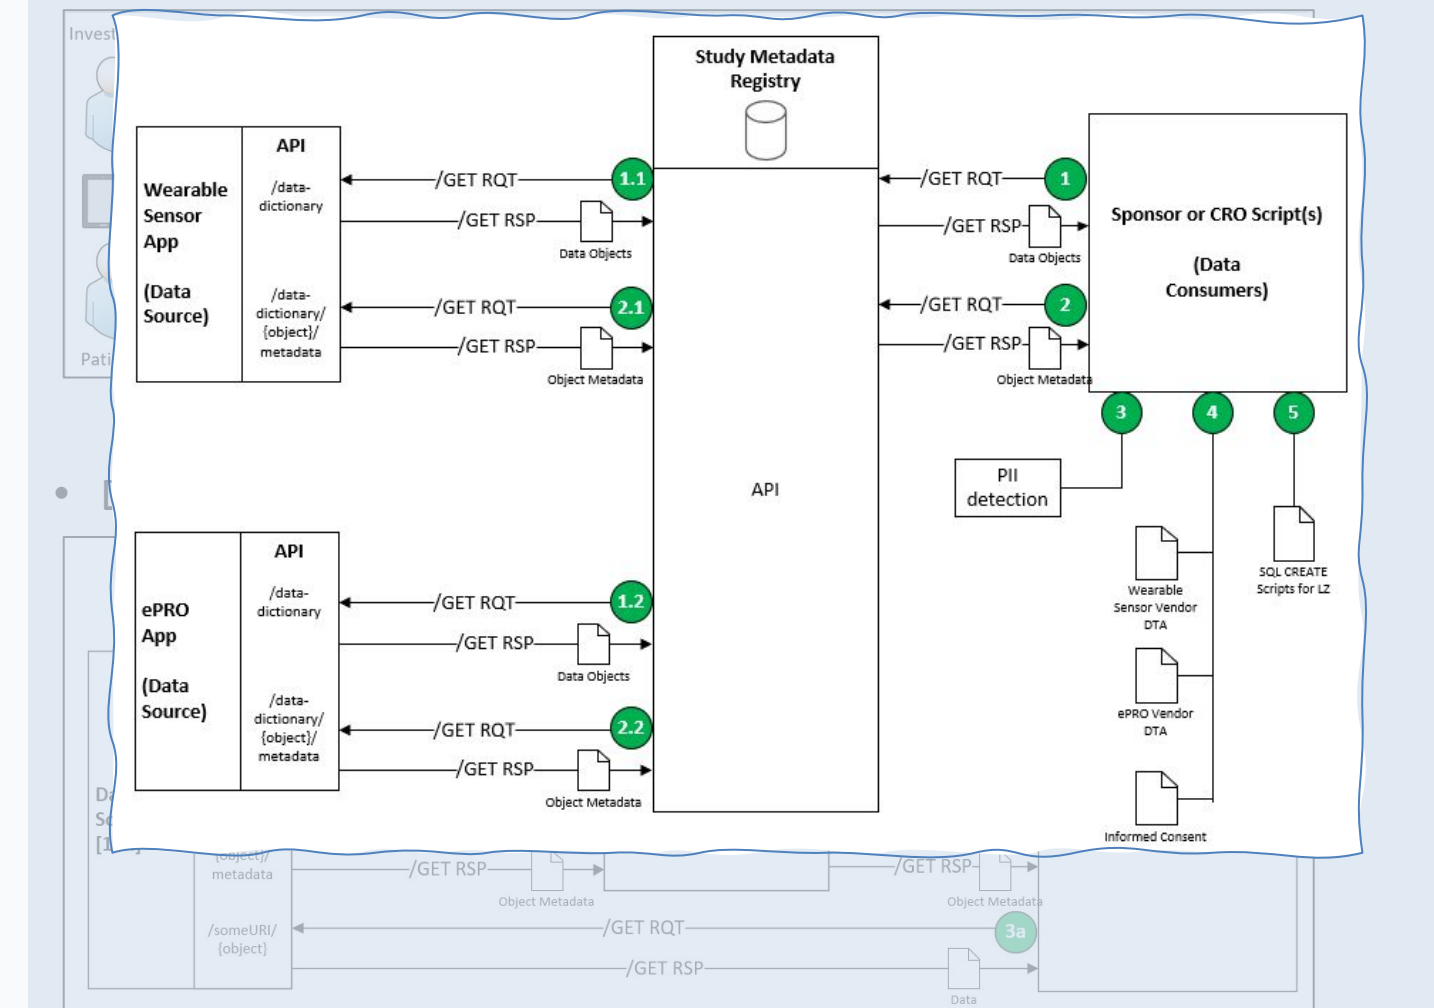 Invest
Study Metadata
Registry
API
Wearable
Sensor
App
(Data
Source)
/data-
dictionary
/data-
dictionary/
{object}/
metadata
/GET RQT
1.1
/GET RSP
Data Objects
/GET RQT
2.1
/GET RSP
Object Metadata
/GET RQT
1
/GET RSP
Data Objects
/GET RQT
2
/GET RSP
Object Metadata
Sponsor or CRO Script(s)
(Data
Consumers)
Pati
3
4
5
PII
detection
API
Wearable
Sensor Vendor
DTA
ePRO Vendor
DTA
Informed Consent
SQL CREATE
Scripts for LZ
API
ePRO
App
(Data
Source)
/data-
dictionary
/data-
dictionary/
{object}/
metadata
/GET RQT
1.2
/GET RSP
Data Objects
/GET RQT
2.2
/GET RSP
Object Metadata
{object}/
metadata
/GET RSP
Object Metadata
/GET RSP
Object Metadata
/someURI/
{object}
/GET RQT
3a
/GET RSP
Data